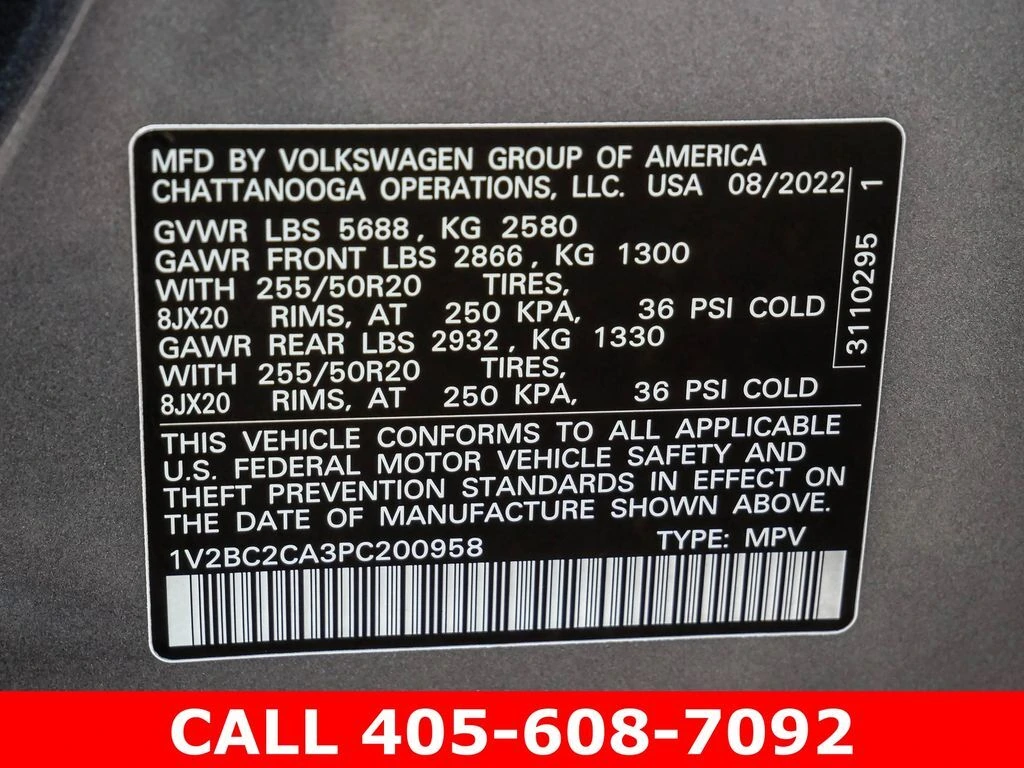 MFD BY VOLKSWAGEN GROUP OF AMERICA
CHATTANOOGA OPERATIONS, LLC. USA 08/2022
GVWR LBS 5688, KG 2580
GAWR FRONT LBS 2866, KG 1300
WITH 255/50R20 TIRES,
8JX20 RIMS, AT 250 KPA, 36 PSI COLD
GAWR REAR LBS 2932, KG 1330
WITH 255/50R20 TIRES,
8JX20 RIMS, AT 250 KPA, 36 PSI COLD
3110295 1
THIS VEHICLE CONFORMS TO ALL APPLICABLE
U.S. FEDERAL MOTOR VEHICLE SAFETY AND
THEFT PREVENTION STANDARDS IN EFFECT ON
THE DATE OF MANUFACTURE SHOWN ABOVE.
1V2BC2CA3PC200958 TYPE: MPV
CALL 405-608-7092